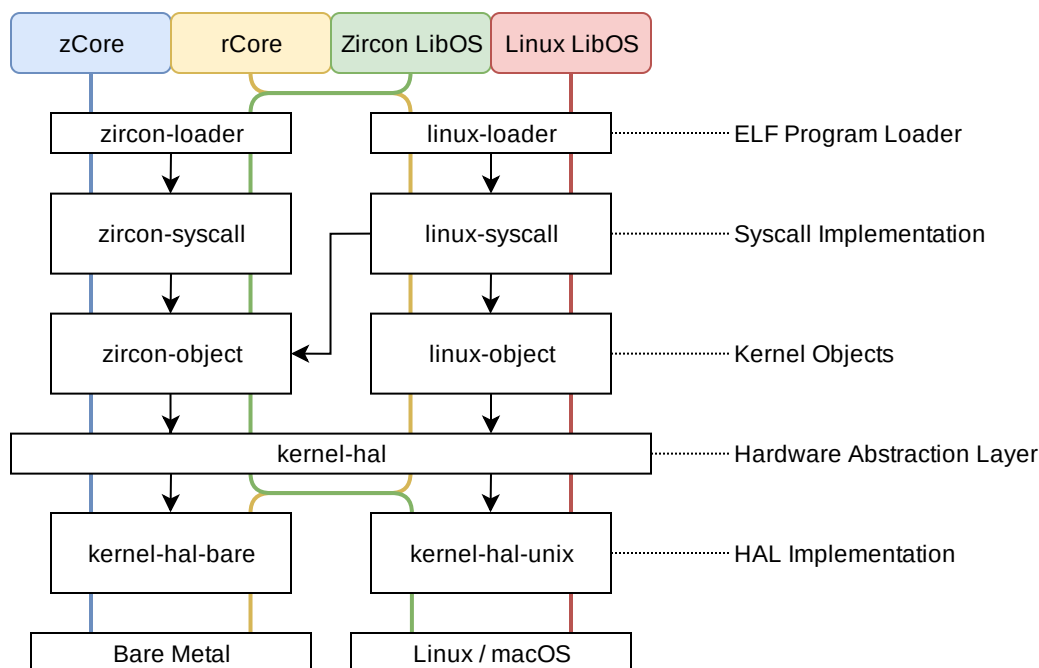 zCore
rCore
Zircon LibOS
Linux LibOS
zircon-loader
linux-loader
ELF Program Loader
zircon-syscall
linux-syscall
Syscall Implementation
zircon-object
linux-object
Kernel Objects
kernel-hal
Hardware Abstraction Layer
kernel-hal-bare
kernel-hal-unix
HAL Implementation
Bare Metal
Linux / macOS